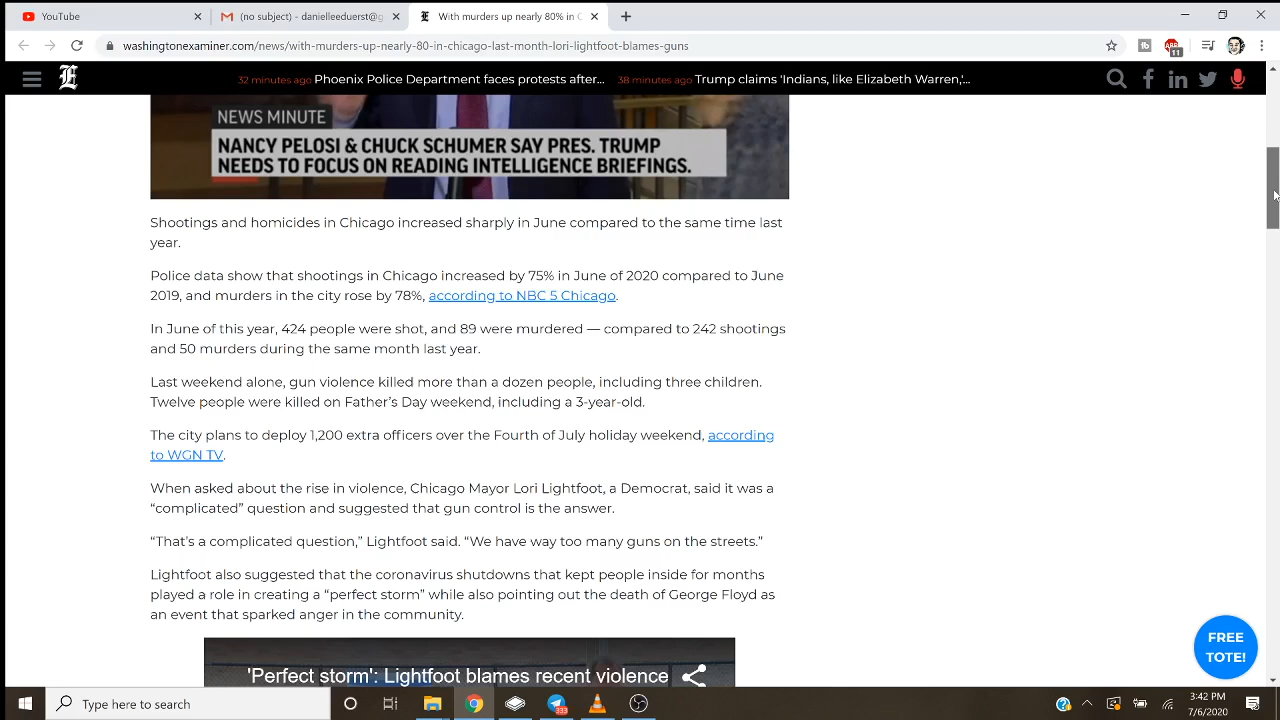 YouTube
(no subject) - danielleeduerst@g
With murders up nearly 80% in C
washingtonexaminer.com/news/with-murders-up-nearly-80-in-chicago-last-month-lori-lightfoot-blames-guns
11
32 minutes ago Phoenix Police Department faces protests after...
38 minutes ago Trump claims 'Indians, like Elizabeth Warren,'...
NEWS MINUTE
NANCY PELOSI & CHUCK SCHUMER SAY PRES. TRUMP
NEEDS TO FOCUS ON READING INTELLIGENCE BRIEFINGS.
Shootings and homicides in Chicago increased sharply in June compared to the same time last
year.
Police data show that shootings in Chicago increased by 75% in June of 2020 compared to June
2019, and murders in the city rose by 78%, according to NBC 5 Chicago.
In June of this year, 424 people were shot, and 89 were murdered — compared to 242 shootings
and 50 murders during the same month last year.
Last weekend alone, gun violence killed more than a dozen people, including three children.
Twelve people were killed on Father's Day weekend, including a 3-year-old.
The city plans to deploy 1,200 extra officers over the Fourth of July holiday weekend, according
to WGN TV.
When asked about the rise in violence, Chicago Mayor Lori Lightfoot, a Democrat, said it was a
“complicated” question and suggested that gun control is the answer.
“That's a complicated question,” Lightfoot said. “We have way too many guns on the streets.”
Lightfoot also suggested that the coronavirus shutdowns that kept people inside for months
played a role in creating a “perfect storm” while also pointing out the death of George Floyd as
an event that sparked anger in the community.
'Perfect storm': Lightfoot blames recent violence
FREE
TOTE!
Type here to search
333
3:42 PM
7/6/2020